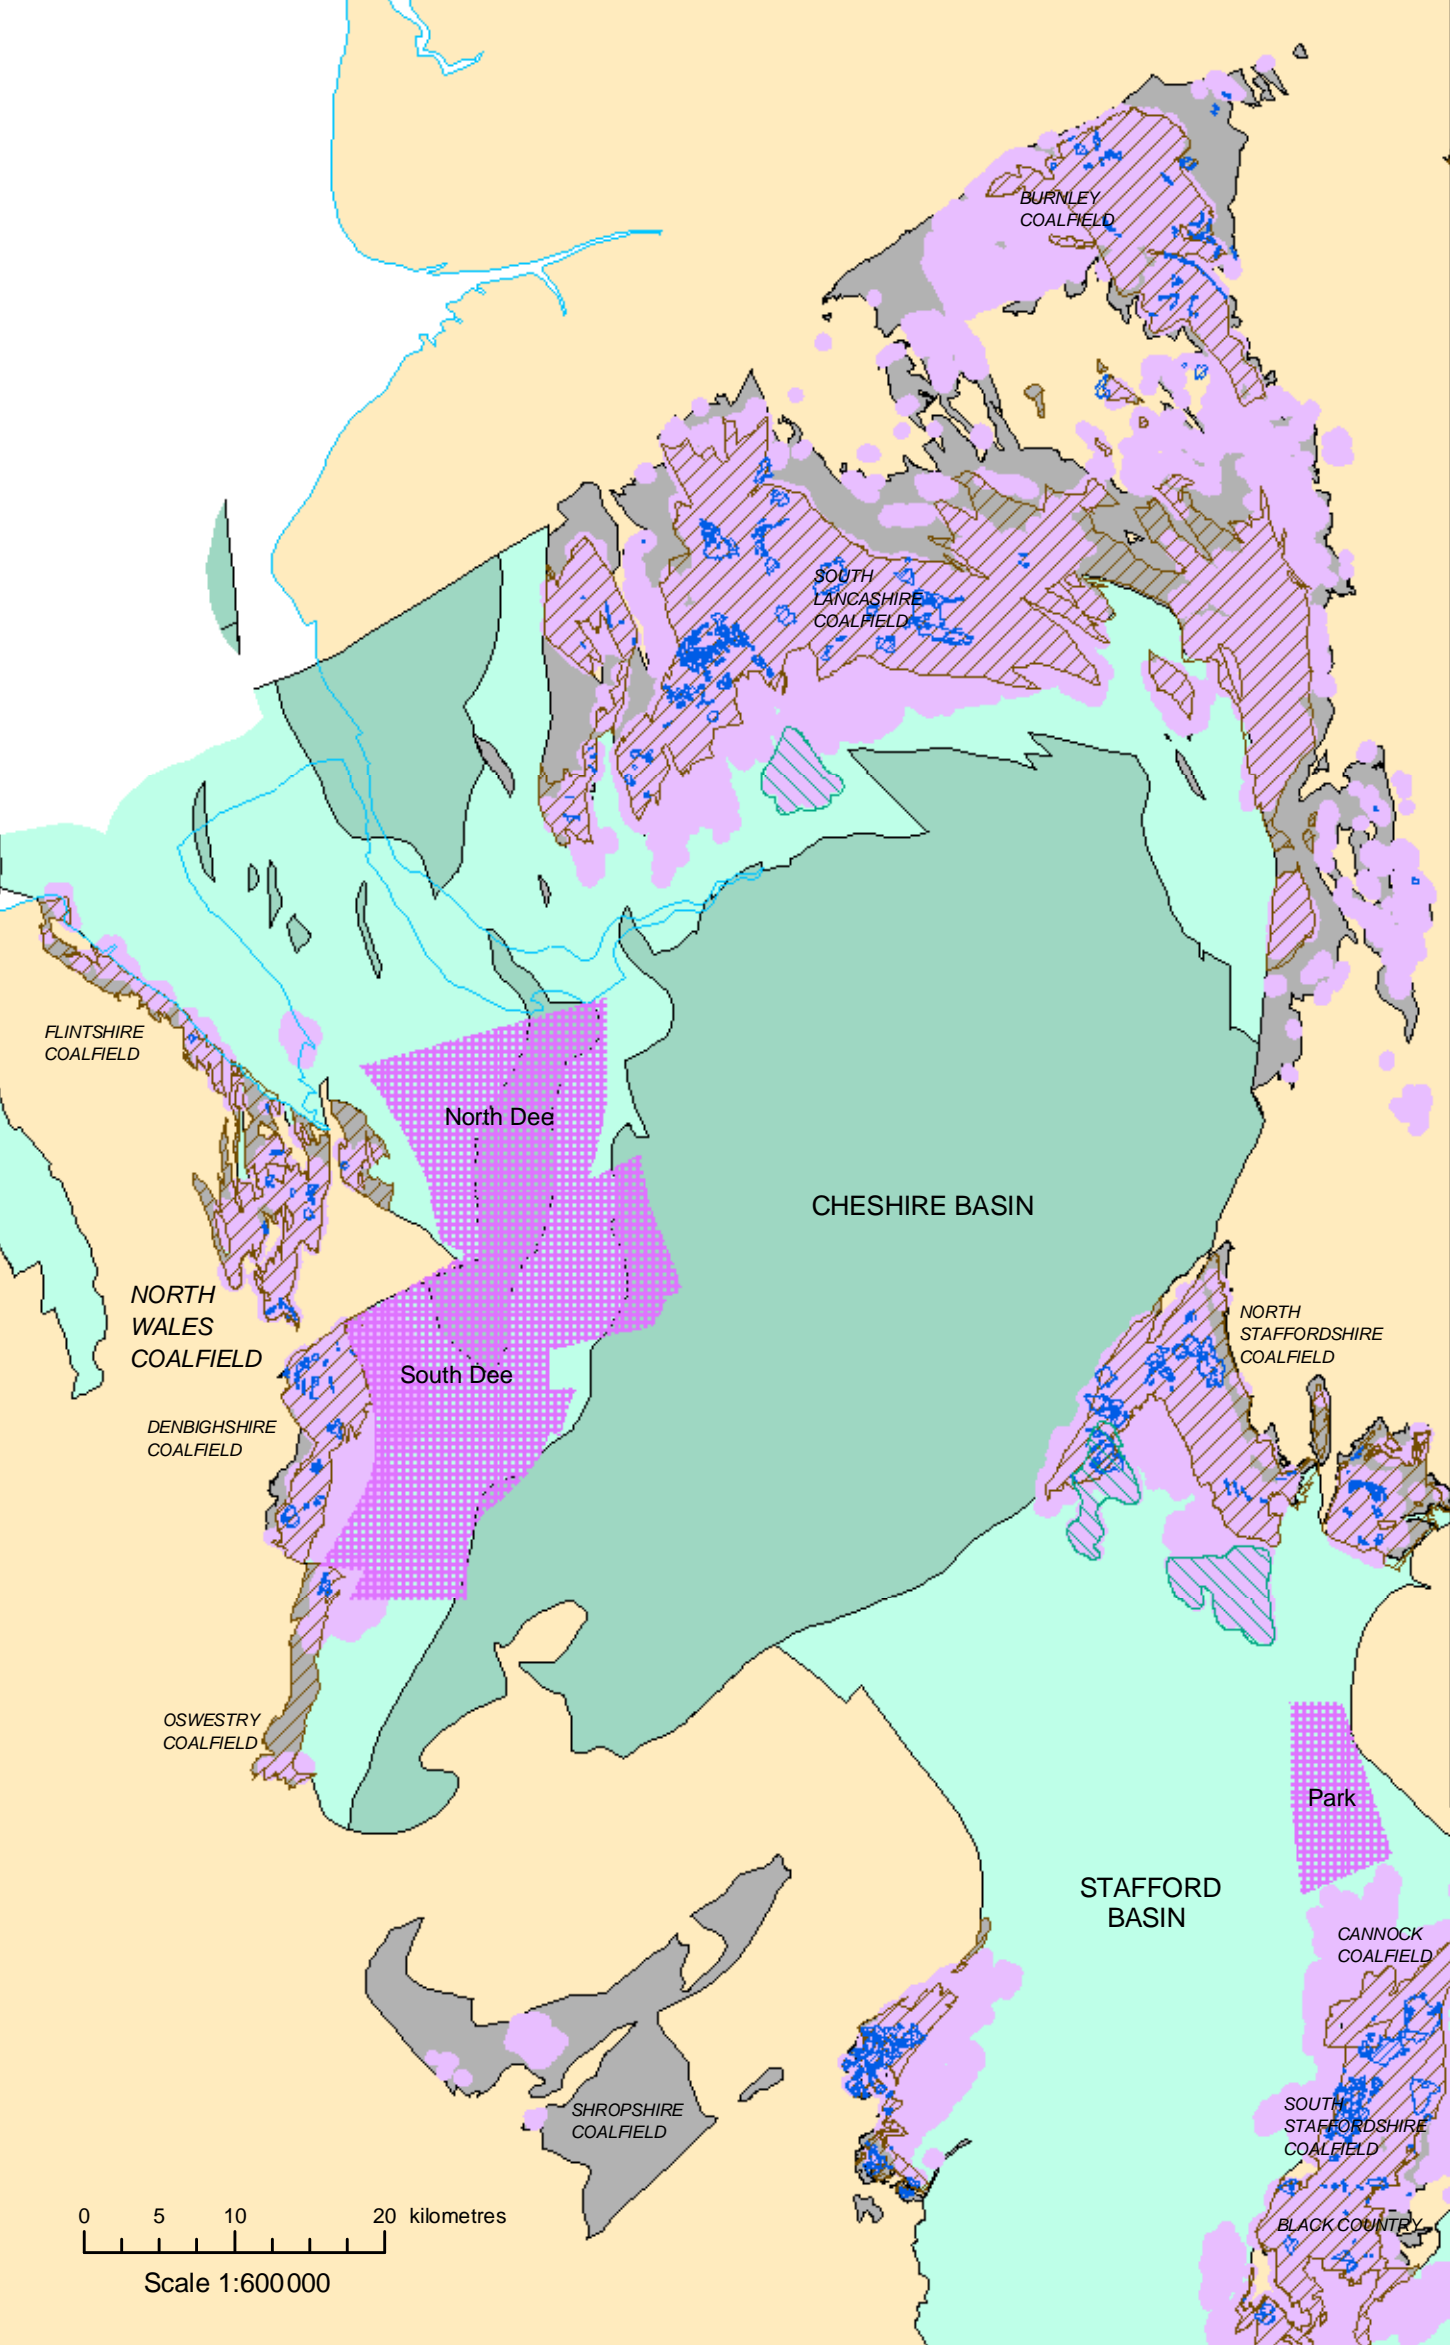 BURNLEY
COALFIELD
SOUTH
LANCASHIRE
COALFIELD
FLINTSHIRE
COALFIELD
North Dee
CHESHIRE BASIN
NORTH
WALES
COALFIELD
NORTH
STAFFORDSHIRE
COALFIELD
South Dee
DENBIGHSHIRE
COALFIELD
OSWESTRY
COALFIELD
Park
STAFFORD
BASIN
CANNOCK
COALFIELD
SHROPSHIRE
COALFIELD
SOUTH
STAFFORDSHIRE
COALFIELD
BLACK COUNTRY
0 5 10 20 kilometres
Scale 1:600000